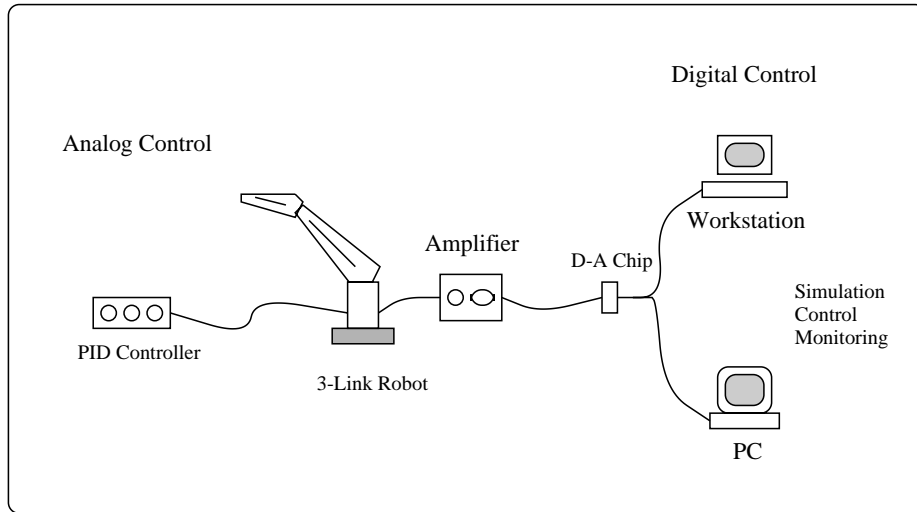 Digital Control
Analog Control
Workstation
Amplifier
D-A Chip
Simulation
Control
Monitoring
PID Controller
3-Link Robot
PC